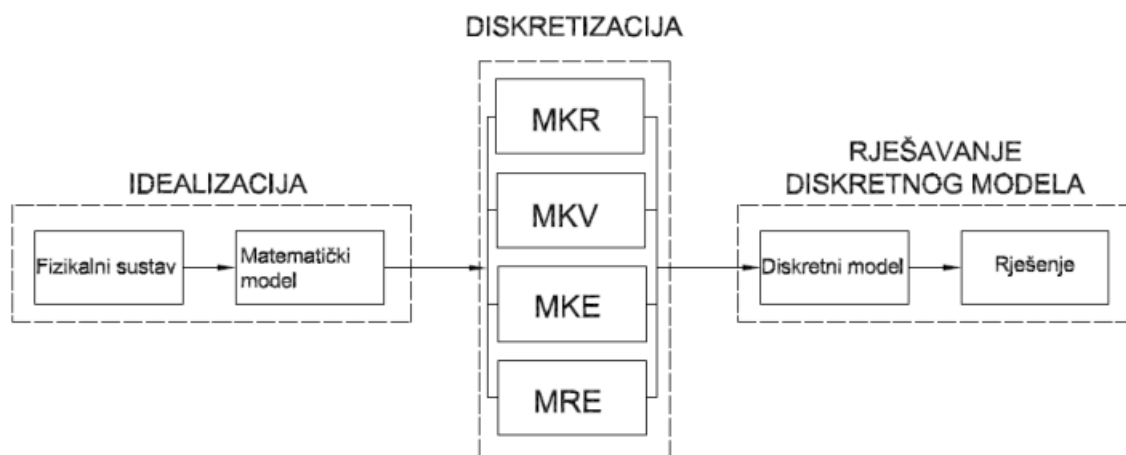 IDEALIZACIJA
Fizikalni sustav
Matematički
model
DISKRETIZACIJA
MKR
MKV
MKE
MRE
RJEŠAVANJE
DISKRETNOG MODELA
Diskretni model
Rješenje